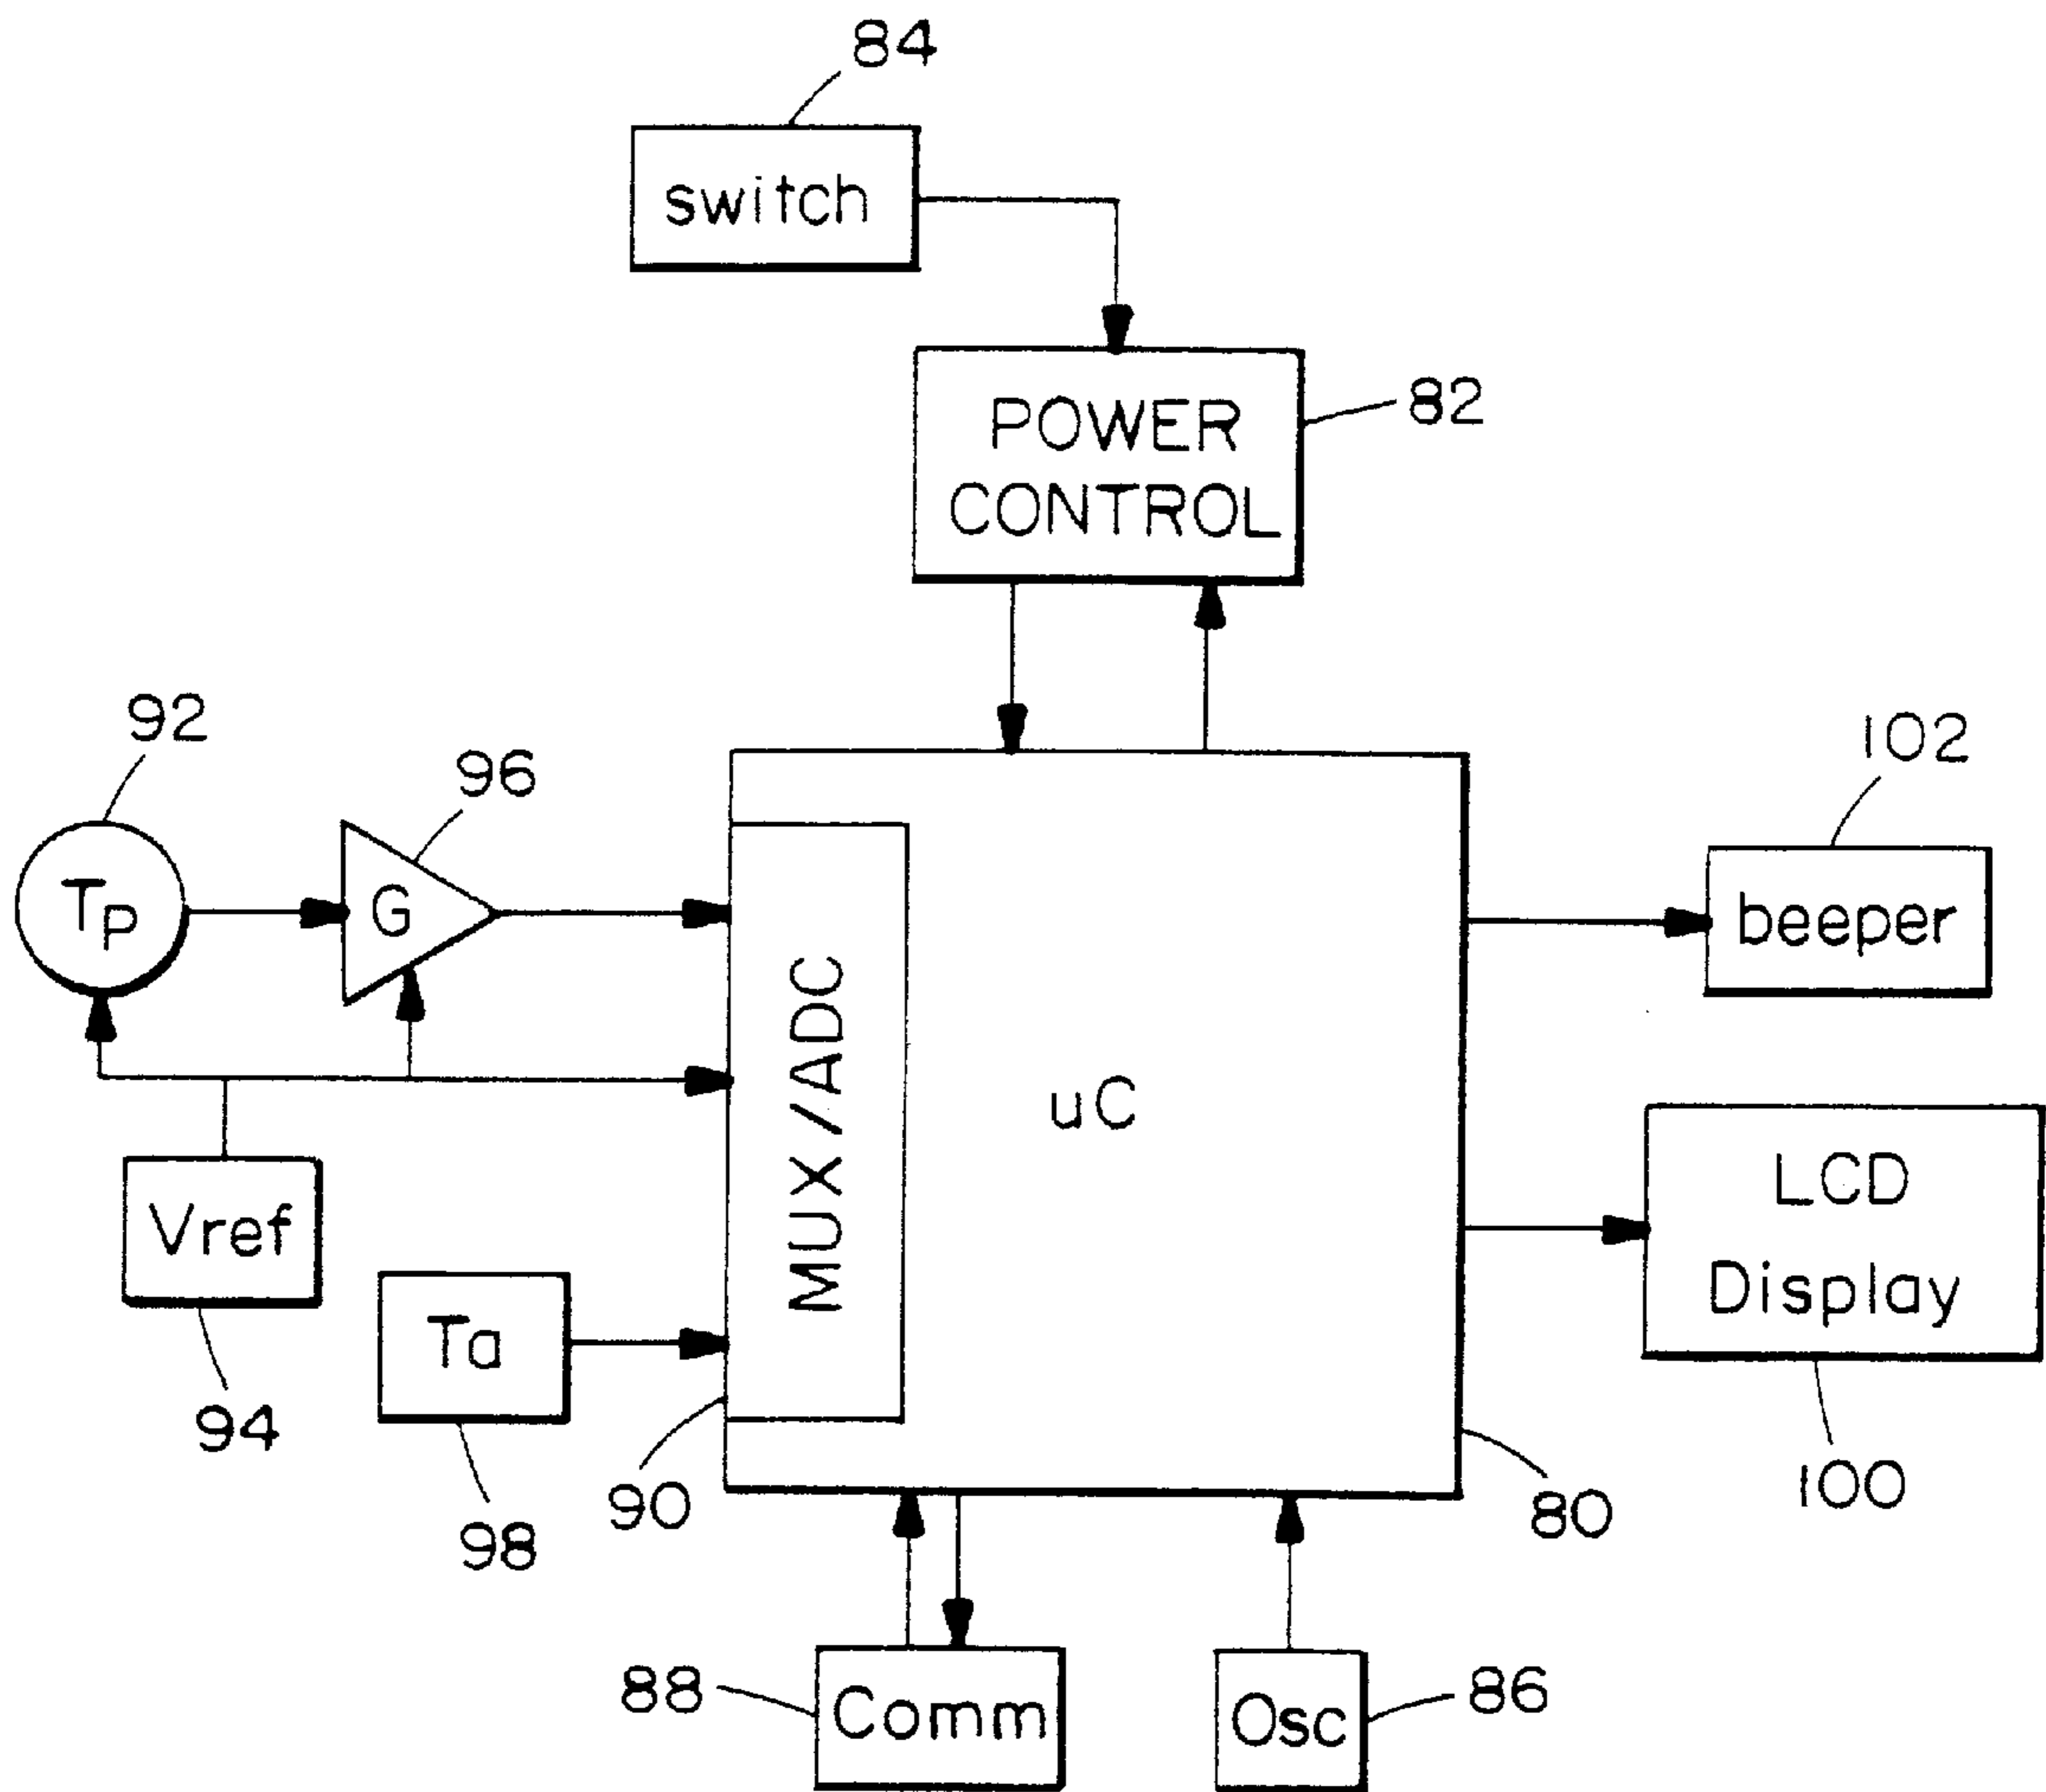 84
switch
POWER
CONTROL
82
92
96
102
TP
G
beeper
MUX/ADC
uC
LCD
Display
Vref
Ta
94
98
90
80
100
88
Comm
Osc
86